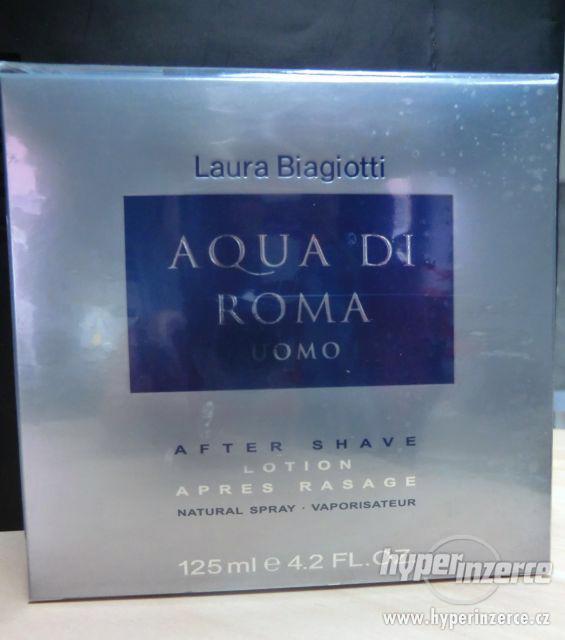 Laura Biagiotti
AQUA DI
ROMA
UOMO
AFTER SHAVE
LOTION
APRES RASAGE
NATURAL SPRAY · VAPORISATEUR
125 ml e 4.2 FL.OZ
hyperinzerce
www.hyperinzerce.cz